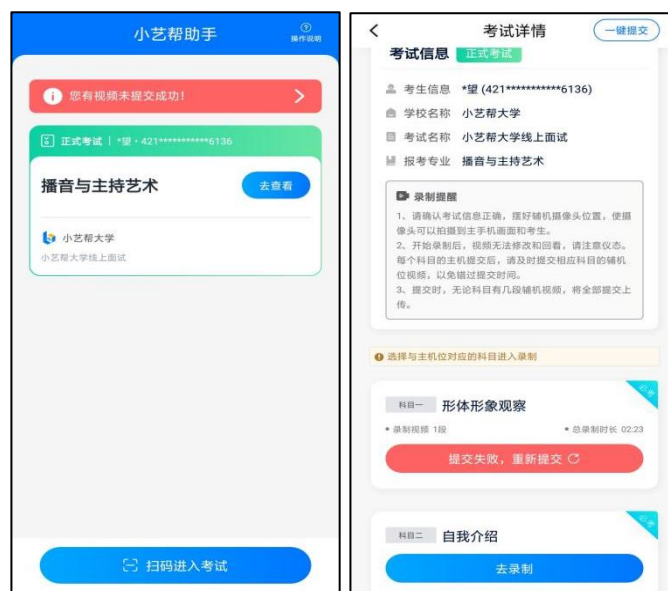 小艺帮助手
操作说明
您有视频未提交成功!
正式考试 | *望·421***********6136
播音与主持艺术
去查看
小艺帮大学
小艺帮大学线上面试
扫码进入考试
考试详情
一键提交
考试信息 正式考试
考生信息 *望 (421***********6136)
学校名称 小艺帮大学
考试名称 小艺帮大学线上面试
报考专业 播音与主持艺术
录制提醒
1、请确认考试信息正确，摆好辅机摄像头位置，使摄
像头可以拍摄到主手机画面和考生。
2、开始录制后，视频无法修改和回看，请注意仪态。
每个科目的主机提交后，请及时提交相应科目的辅机
位视频，以免错过提交时间。
3、提交时，无论科目有几段辅机视频，将全部提交上
传。
选择与主机位对应的科目进入录制
必考
科目一 形体形象观察
• 录制视频 1段 • 总录制时长 02:23
提交失败，重新提交
必考
科目二 自我介绍
去录制